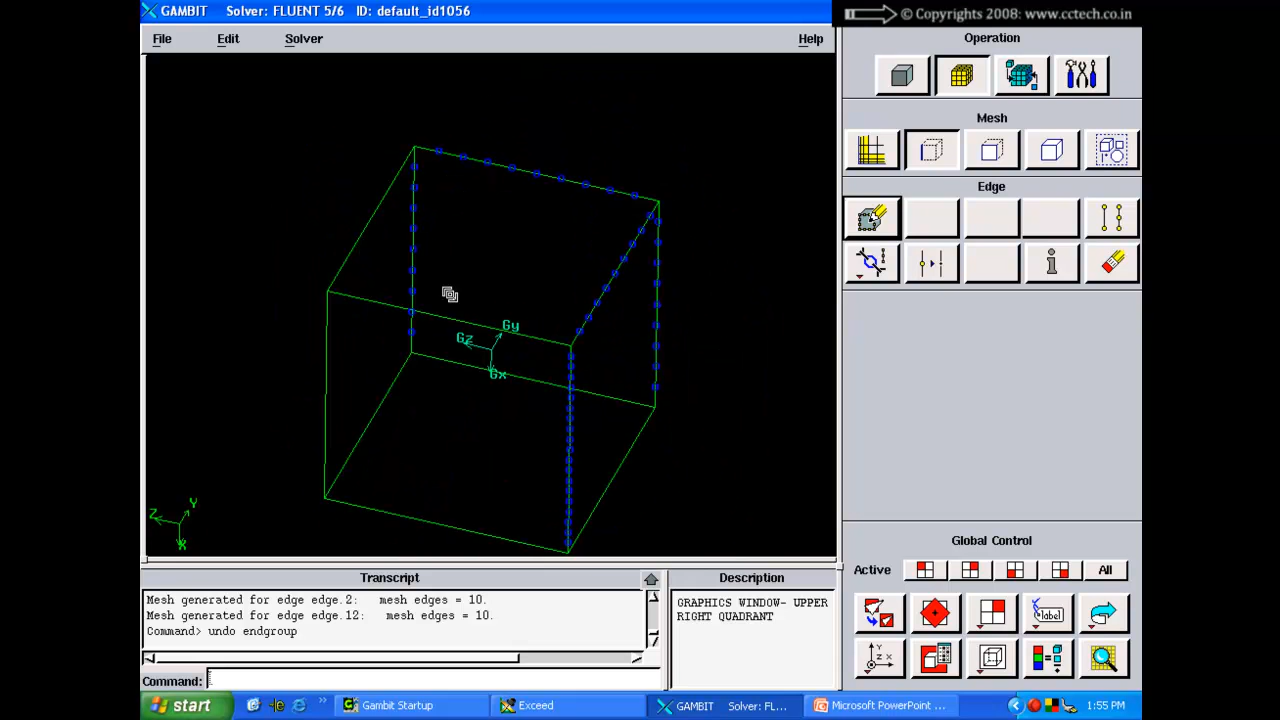 GAMBIT Solver: FLUENT 5/6 ID: default_id1056
© Copyrights 2008: www.cctech.co.in
File Edit Solver Help
Operation
Mesh
Edge
Gy
Gz
Gx
Y
Z
X
Global Control
Active All
label
Y
Z X
Transcript
Mesh generated for edge edge.2: mesh edges = 10.
Mesh generated for edge edge.12: mesh edges = 10.
Command> undo endgroup
Command:
Description
GRAPHICS WINDOW- UPPER
RIGHT QUADRANT
start
Gambit Startup
Exceed
GAMBIT Solver: FL...
Microsoft PowerPoint ...
1:55 PM